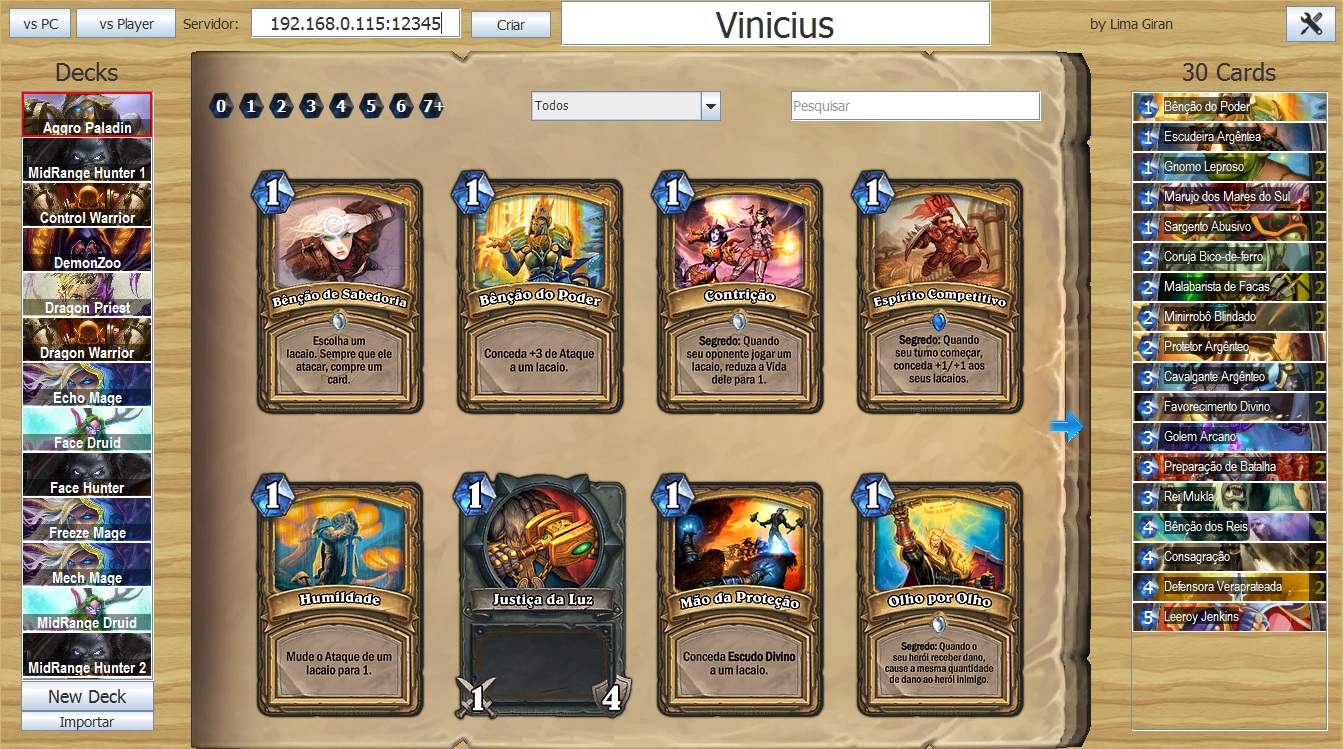 vs PC
vs Player
Servidor:
192.168.0.115:12345
Criar
Vinicius
by Lima Giran
Decks
Aggro Paladin
MidRange Hunter 1
Control Warrior
DemonZoo
Dragon Priest
Dragon Warrior
Echo Mage
Face Druid
Face Hunter
Freeze Mage
Mech Mage
MidRange Druid
MidRange Hunter 2
New Deck
Importar
0 1 2 3 4 5 6 7+
Todos
Pesquisar
1
Bênção de Sabedoria
Escolha um
lacaio. Sempre que ele
atacar, compre um
card.
1
Bênção do Poder
Conceda +3 de Ataque
a um lacaio.
1
Contrição
Segredo: Quando
seu oponente jogar um
lacaio, reduza a Vida
dele para 1.
1
Espírito Competitivo
Segredo: Quando
seu turno começar,
conceda +1/+1 aos
seus lacaios.
1
Humildade
Mude o Ataque de um
lacaio para 1.
1
Justiça da Luz
1
4
1
Mão da Proteção
Conceda Escudo Divino
a um lacaio.
1
Olho por Olho
Segredo: Quando o
seu herói receber dano,
cause a mesma quantidade
de dano ao herói inimigo.
30 Cards
1 Bênção do Poder
1 Escudeira Argêntea
1 Gnomo Leproso 2
1 Marujo dos Mares do Sul 2
1 Sargento Abusivo 2
2 Coruja Bico-de-ferro 2
2 Malabarista de Facas 2
2 Minirrobô Blindado 2
2 Protetor Argênteo 2
3 Cavalgante Argênteo 2
3 Favorecimento Divino 2
3 Golem Arcano
3 Preparação de Batalha 2
3 Rei Mukla
4 Bênção dos Reis 2
4 Consagração 2
4 Defensora Veraprateada 2
5 Leeroy Jenkins